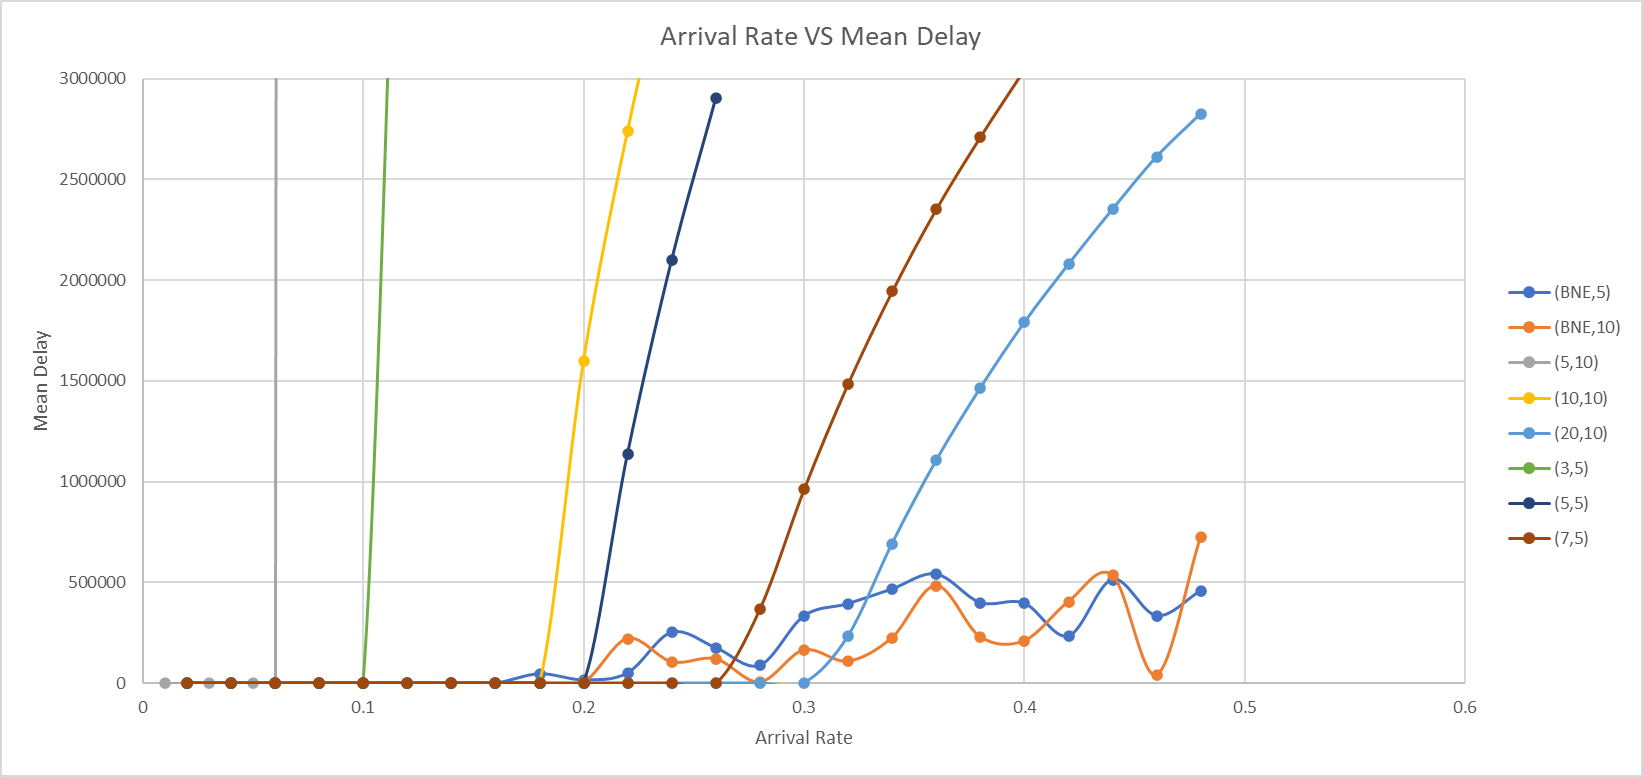 Arrival Rate VS Mean Delay
3000000
2500000
2000000
1500000
1000000
500000
0
Mean Delay
0 0.1 0.2 0.3 0.4 0.5 0.6
Arrival Rate
(BNE,5)
(BNE,10)
(5,10)
(10,10)
(20,10)
(3,5)
(5,5)
(7,5)